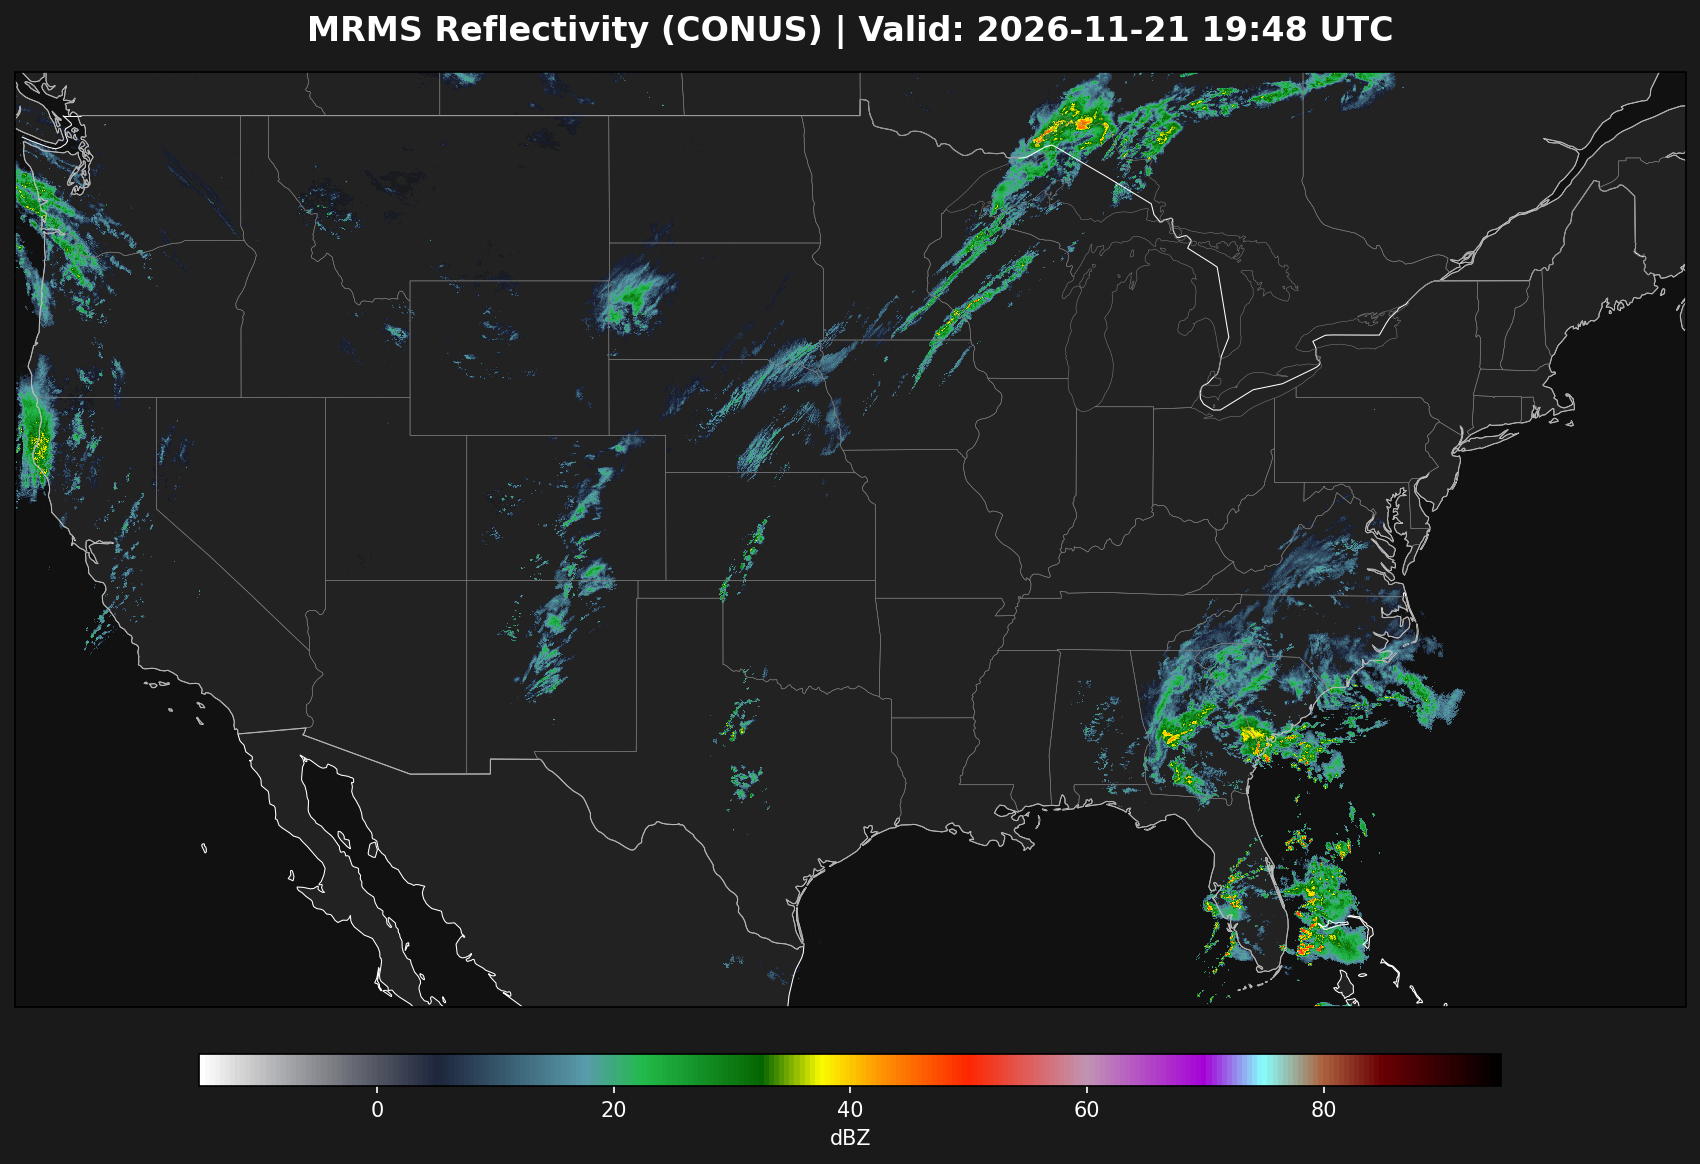 MRMS Reflectivity (CONUS) | Valid: 2026-11-21 19:48 UTC
0 20 40 60 80
dBZ